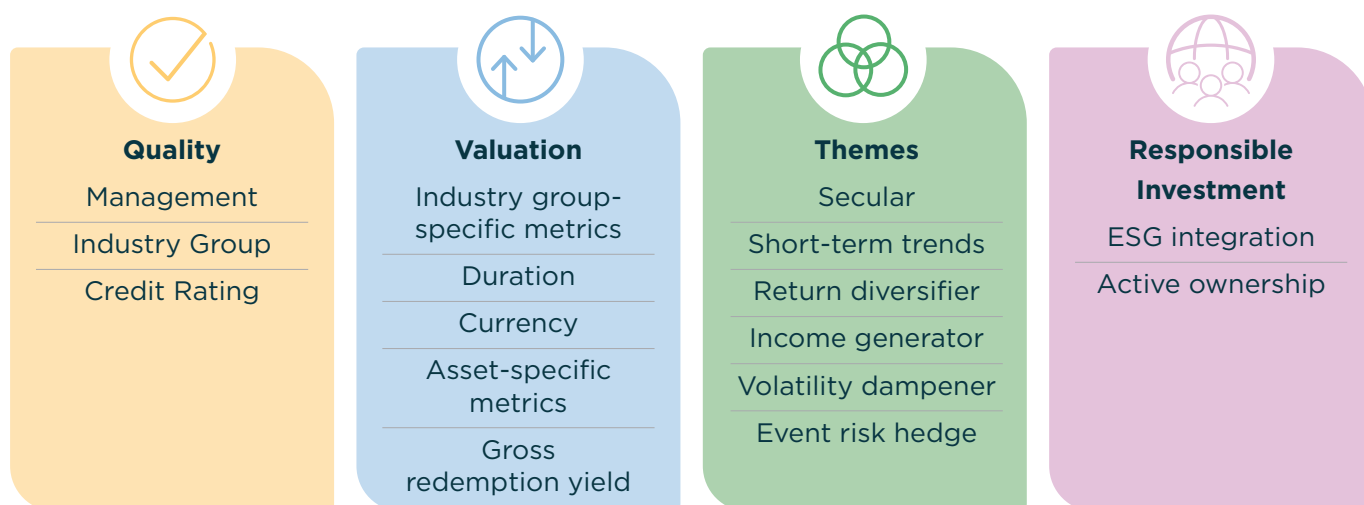 Quality
Management
Industry Group
Credit Rating
Valuation
Industry group-
specific metrics
Duration
Currency
Asset-specific
metrics
Gross
redemption yield
Themes
Secular
Short-term trends
Return diversifier
Income generator
Volatility dampener
Event risk hedge
Responsible
Investment
ESG integration
Active ownership